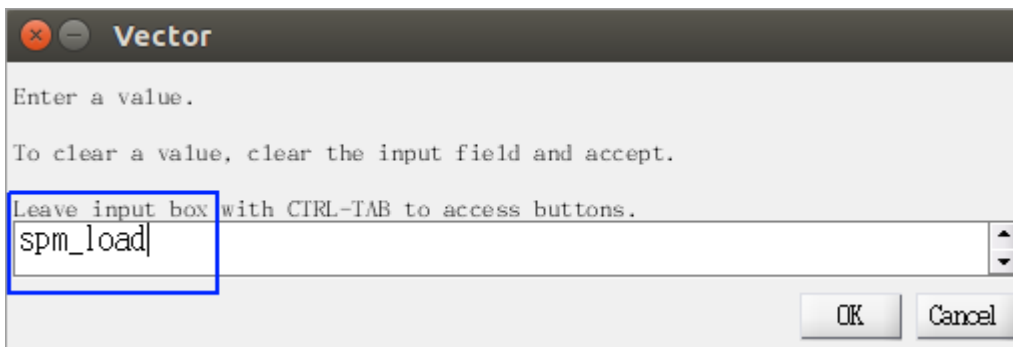 Vector
Enter a value.
To clear a value, clear the input field and accept.
Leave input box with CTRL-TAB to access buttons.
spm_load
OK Cancel